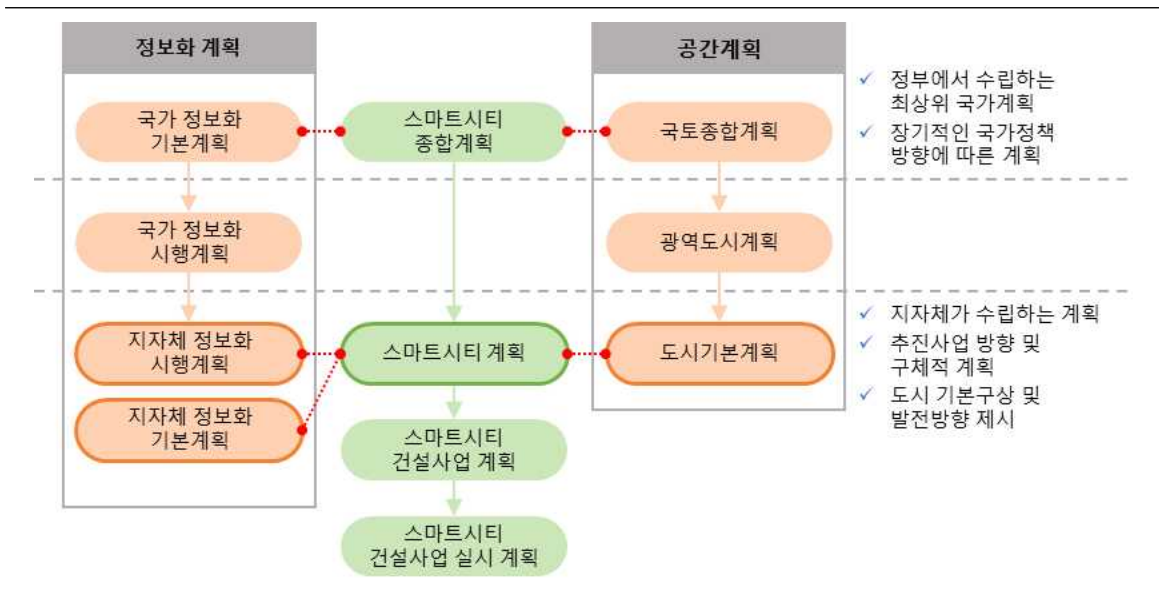 정보화 계획
공간계획
국가 정보화
기본계획
스마트시티
종합계획
국토종합계획
✓ 정부에서 수립하는
최상위 국가계획
✓ 장기적인 국가정책
방향에 따른 계획
국가 정보화
시행계획
광역도시계획
지자체 정보화
시행계획
스마트시티 계획
도시기본계획
✓ 지자체가 수립하는 계획
✓ 추진사업 방향 및
구체적 계획
✓ 도시 기본구상 및
발전방향 제시
지자체 정보화
기본계획
스마트시티
건설사업 계획
스마트시티
건설사업 실시 계획